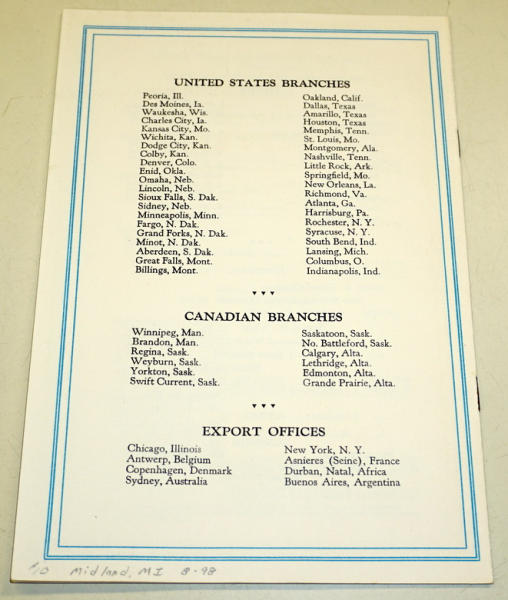 UNITED STATES BRANCHES
Peoria, Ill.
Des Moines, Ia.
Waukesha, Wis.
Charles City, Ia.
Kansas City, Mo.
Wichita, Kan.
Dodge City, Kan.
Colby, Kan.
Denver, Colo.
Enid, Okla.
Omaha, Neb.
Lincoln, Neb.
Sioux Falls, S. Dak.
Sidney, Neb.
Minneapolis, Minn.
Fargo, N. Dak.
Grand Forks, N. Dak.
Minot, N. Dak.
Aberdeen, S. Dak.
Great Falls, Mont.
Billings, Mont.
Oakland, Calif.
Dallas, Texas
Amarillo, Texas
Houston, Texas
Memphis, Tenn.
St. Louis, Mo.
Montgomery, Ala.
Nashville, Tenn.
Little Rock, Ark.
Springfield, Mo.
New Orleans, La.
Richmond, Va.
Atlanta, Ga.
Harrisburg, Pa.
Rochester, N. Y.
Syracuse, N. Y.
South Bend, Ind.
Lansing, Mich.
Columbus, O.
Indianapolis, Ind.
CANADIAN BRANCHES
Winnipeg, Man.
Brandon, Man.
Regina, Sask.
Weyburn, Sask.
Yorkton, Sask.
Swift Current, Sask.
Saskatoon, Sask.
No. Battleford, Sask.
Calgary, Alta.
Lethridge, Alta.
Edmonton, Alta.
Grande Prairie, Alta.
EXPORT OFFICES
Chicago, Illinois
Antwerp, Belgium
Copenhagen, Denmark
Sydney, Australia
New York, N. Y.
Asnieres (Seine), France
Durban, Natal, Africa
Buenos Aires, Argentina
Midland, MI 8-98